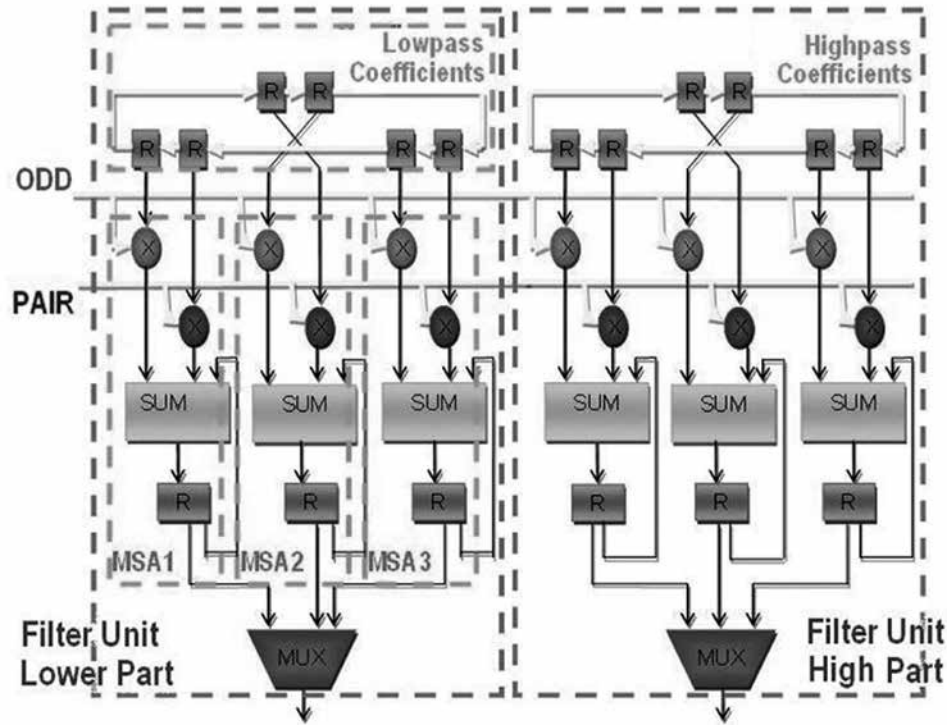 Lowpass
Coefficients
Highpass
Coefficients
R R
R R
R R R R
R R R R
ODD
X X X
X X X
PAIR
X X X
X X X
SUM SUM SUM
SUM SUM SUM
R R R
R R R
MSA1 MSA2 MSA3
Filter Unit
Lower Part
MUX
MUX
Filter Unit
High Part